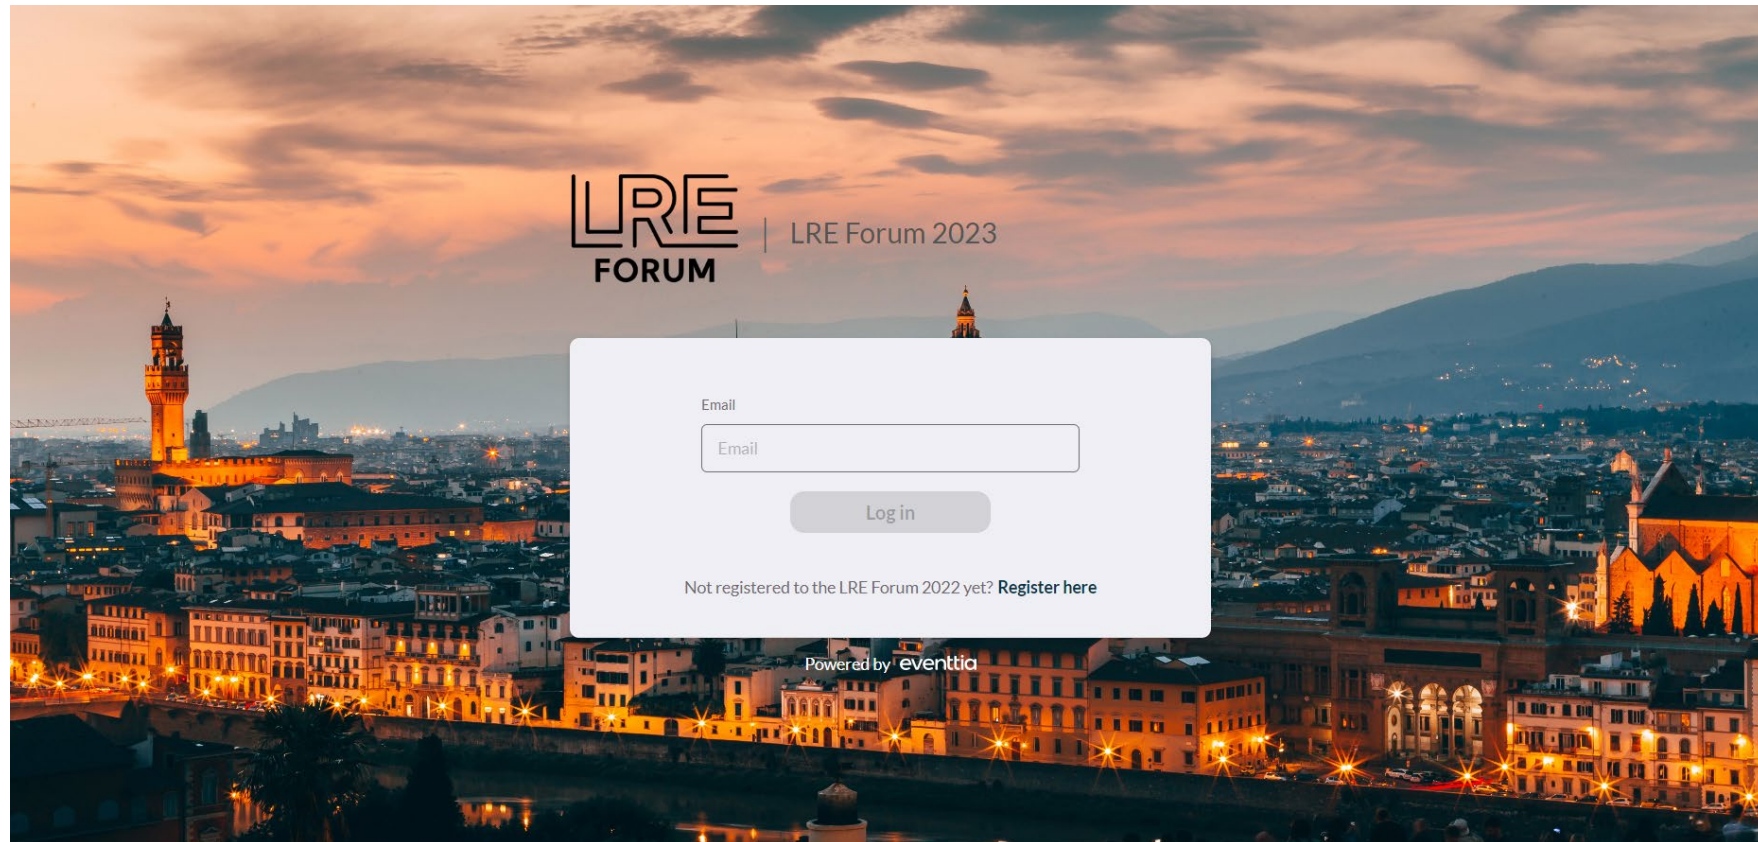 LRE
FORUM
LRE Forum 2023
Email
Email
Log in
Not registered to the LRE Forum 2022 yet? Register here
Powered by eventtia